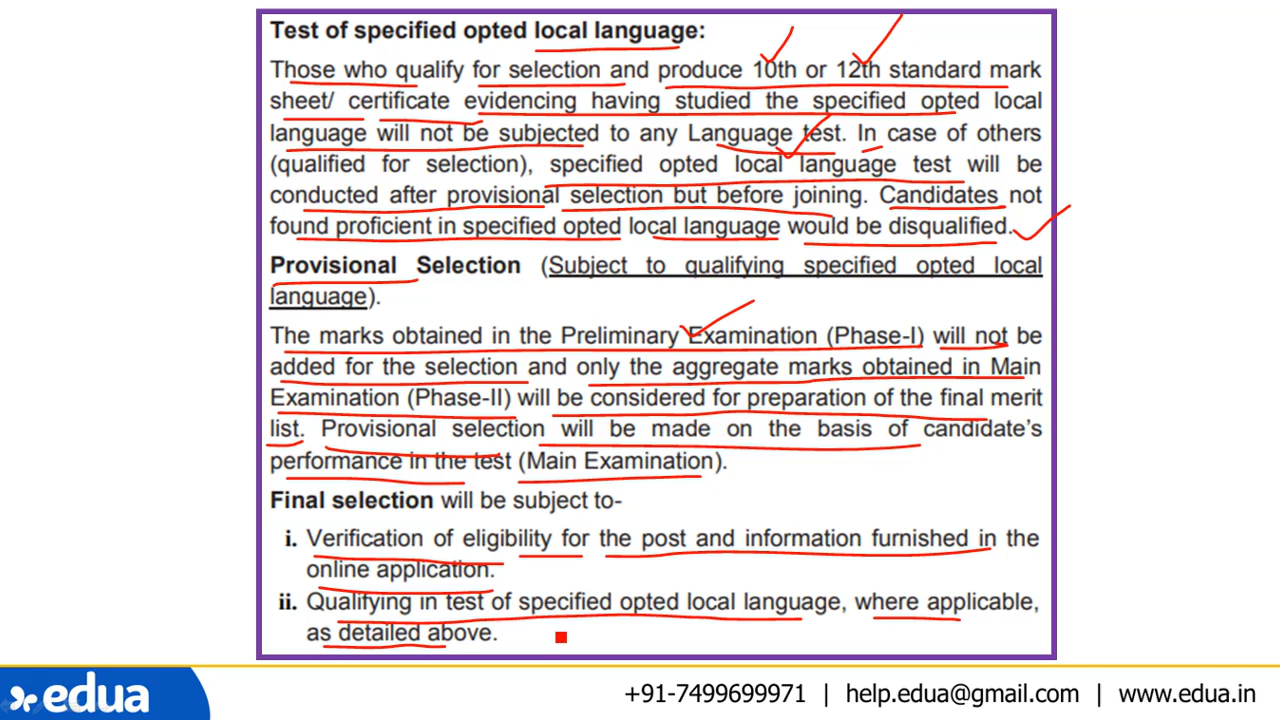 Test of specified opted local language:
Those who qualify for selection and produce 10th or 12th standard mark
sheet/ certificate evidencing having studied the specified opted local
language will not be subjected to any Language test. In case of others
(qualified for selection), specified opted local language test will be
conducted after provisional selection but before joining. Candidates not
found proficient in specified opted local language would be disqualified.
Provisional Selection (Subject to qualifying specified opted local
language).
The marks obtained in the Preliminary Examination (Phase-I) will not be
added for the selection and only the aggregate marks obtained in Main
Examination (Phase-II) will be considered for preparation of the final merit
list. Provisional selection will be made on the basis of candidate's
performance in the test (Main Examination).
Final selection will be subject to-
i. Verification of eligibility for the post and information furnished in the
online application.
ii. Qualifying in test of specified opted local language, where applicable,
as detailed above.
edua
+91-7499699971 | help.edua@gmail.com | www.edua.in